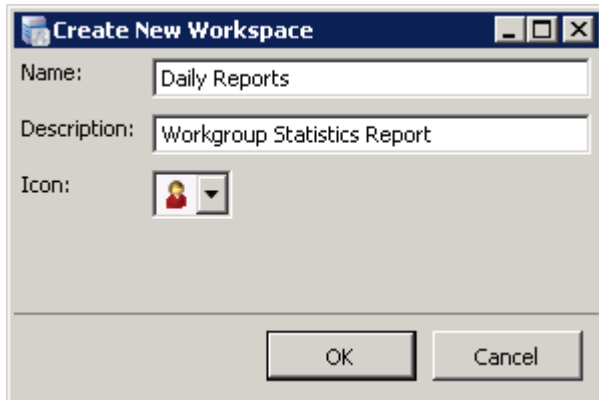 Create New Workspace
Name: Daily Reports
Description: Workgroup Statistics Report
Icon:
OK Cancel